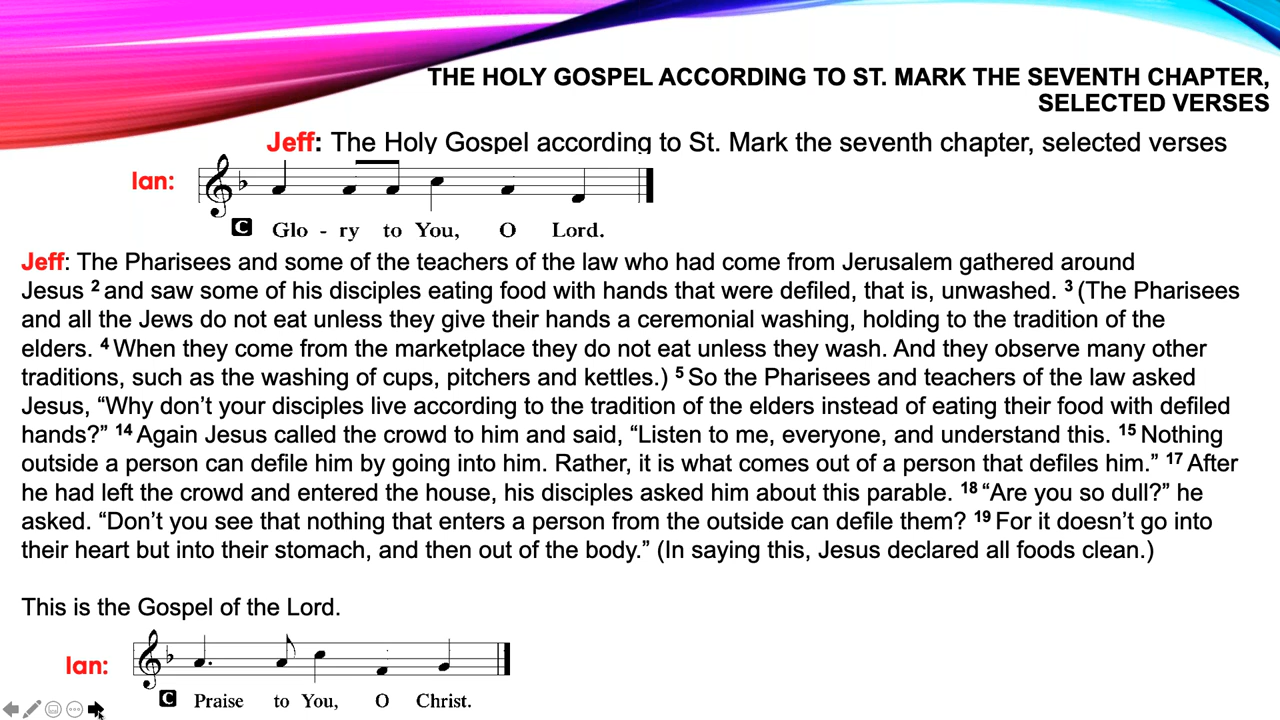 THE HOLY GOSPEL ACCORDING TO ST. MARK THE SEVENTH CHAPTER,
SELECTED VERSES
Jeff: The Holy Gospel according to St. Mark the seventh chapter, selected verses
Ian:
C Glo - ry to You, O Lord.
Jeff: The Pharisees and some of the teachers of the law who had come from Jerusalem gathered around
Jesus ² and saw some of his disciples eating food with hands that were defiled, that is, unwashed. ³ (The Pharisees
and all the Jews do not eat unless they give their hands a ceremonial washing, holding to the tradition of the
elders. ⁴ When they come from the marketplace they do not eat unless they wash. And they observe many other
traditions, such as the washing of cups, pitchers and kettles.) ⁵ So the Pharisees and teachers of the law asked
Jesus, “Why don’t your disciples live according to the tradition of the elders instead of eating their food with defiled
hands?” ¹⁴ Again Jesus called the crowd to him and said, “Listen to me, everyone, and understand this. ¹⁵ Nothing
outside a person can defile him by going into him. Rather, it is what comes out of a person that defiles him.” ¹⁷ After
he had left the crowd and entered the house, his disciples asked him about this parable. ¹⁸ “Are you so dull?” he
asked. “Don’t you see that nothing that enters a person from the outside can defile them? ¹⁹ For it doesn’t go into
their heart but into their stomach, and then out of the body.” (In saying this, Jesus declared all foods clean.)
This is the Gospel of the Lord.
Ian:
C Praise to You, O Christ.